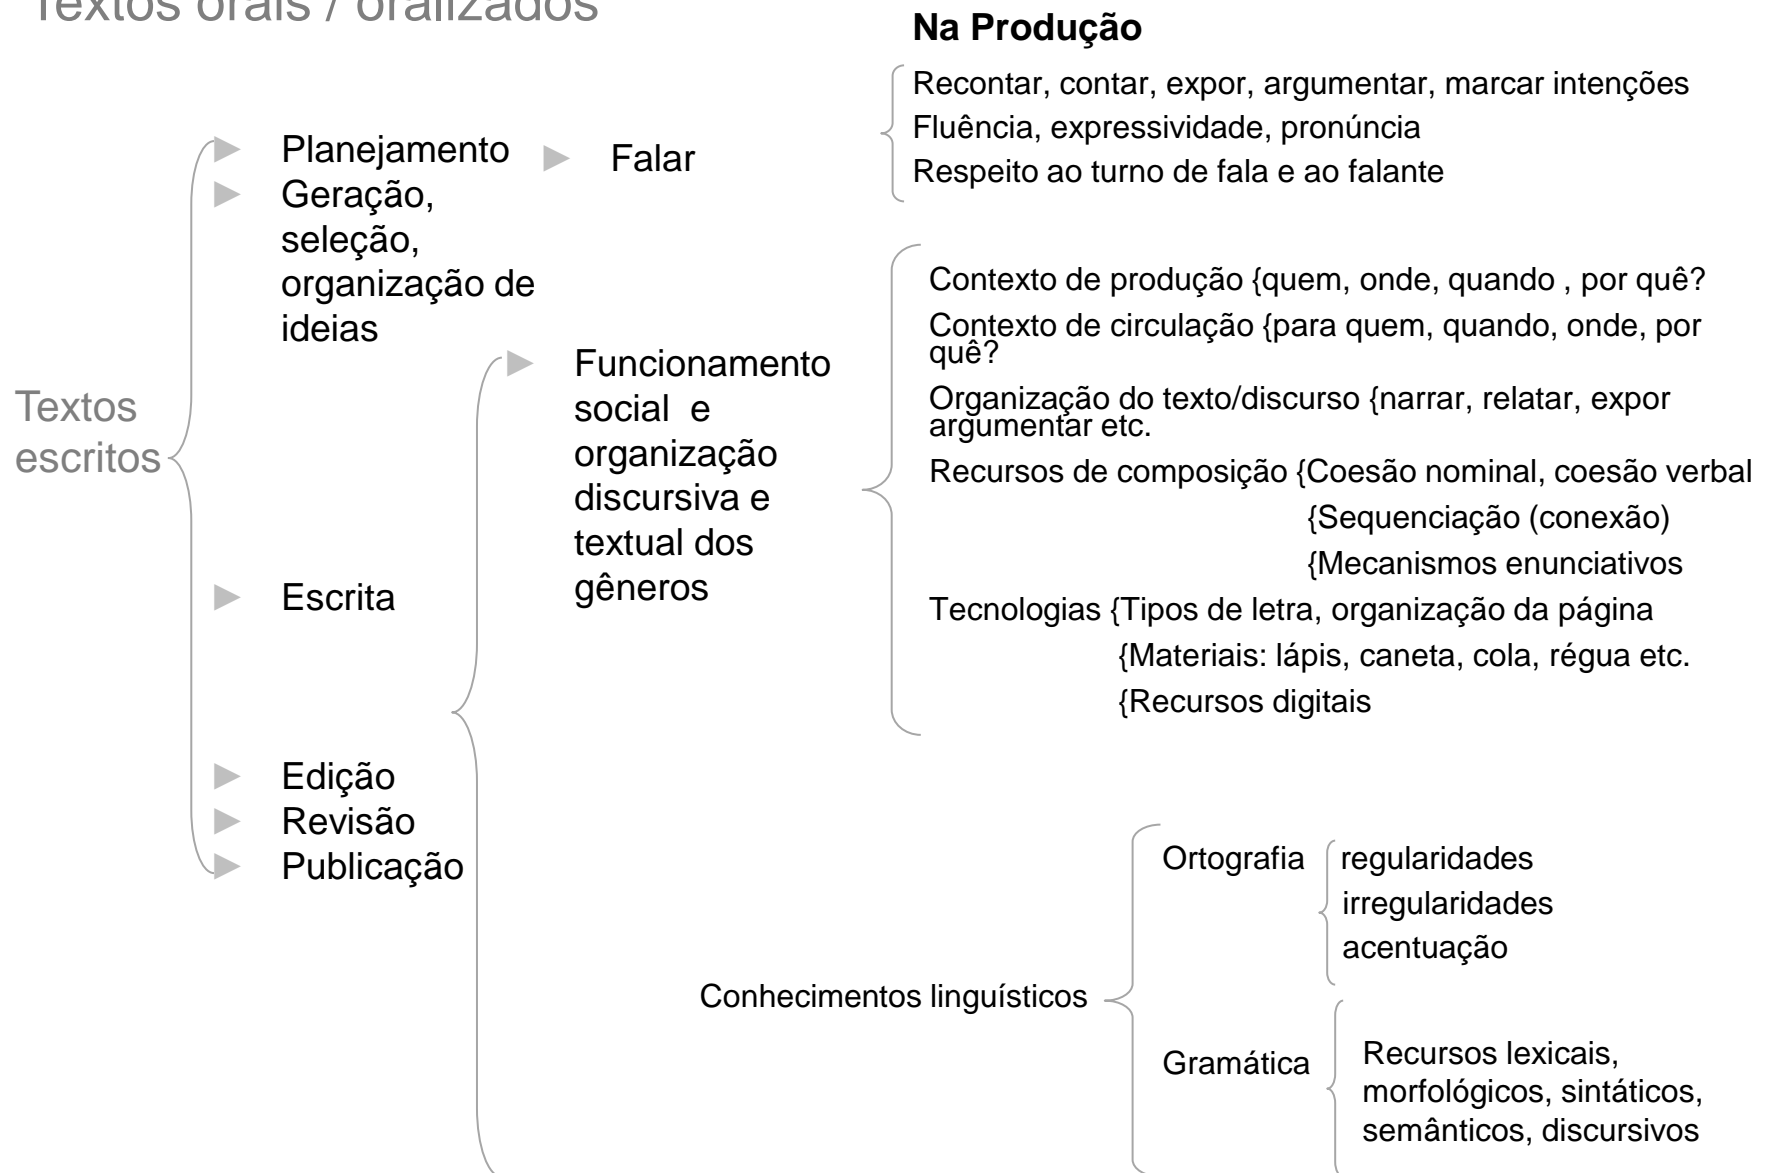 Textos orais / oralizados
Na Produção
Recontar, contar, expor, argumentar, marcar intenções
Fluência, expressividade, pronúncia
Respeito ao turno de fala e ao falante
Planejamento
Falar
Geração,
seleção,
organização de
ideias
Textos
escritos
Escrita
Edição
Revisão
Publicação
Funcionamento
social e
organização
discursiva e
textual dos
gêneros
Contexto de produção {quem, onde, quando , por quê?
Contexto de circulação {para quem, quando, onde, por
quê?
Organização do texto/discurso {narrar, relatar, expor
argumentar etc.
Recursos de composição {Coesão nominal, coesão verbal
{Sequenciação (conexão)
{Mecanismos enunciativos
Tecnologias {Tipos de letra, organização da página
{Materiais: lápis, caneta, cola, régua etc.
{Recursos digitais
Conhecimentos linguísticos
Ortografia
regularidades
irregularidades
acentuação
Gramática
Recursos lexicais,
morfológicos, sintáticos,
semânticos, discursivos